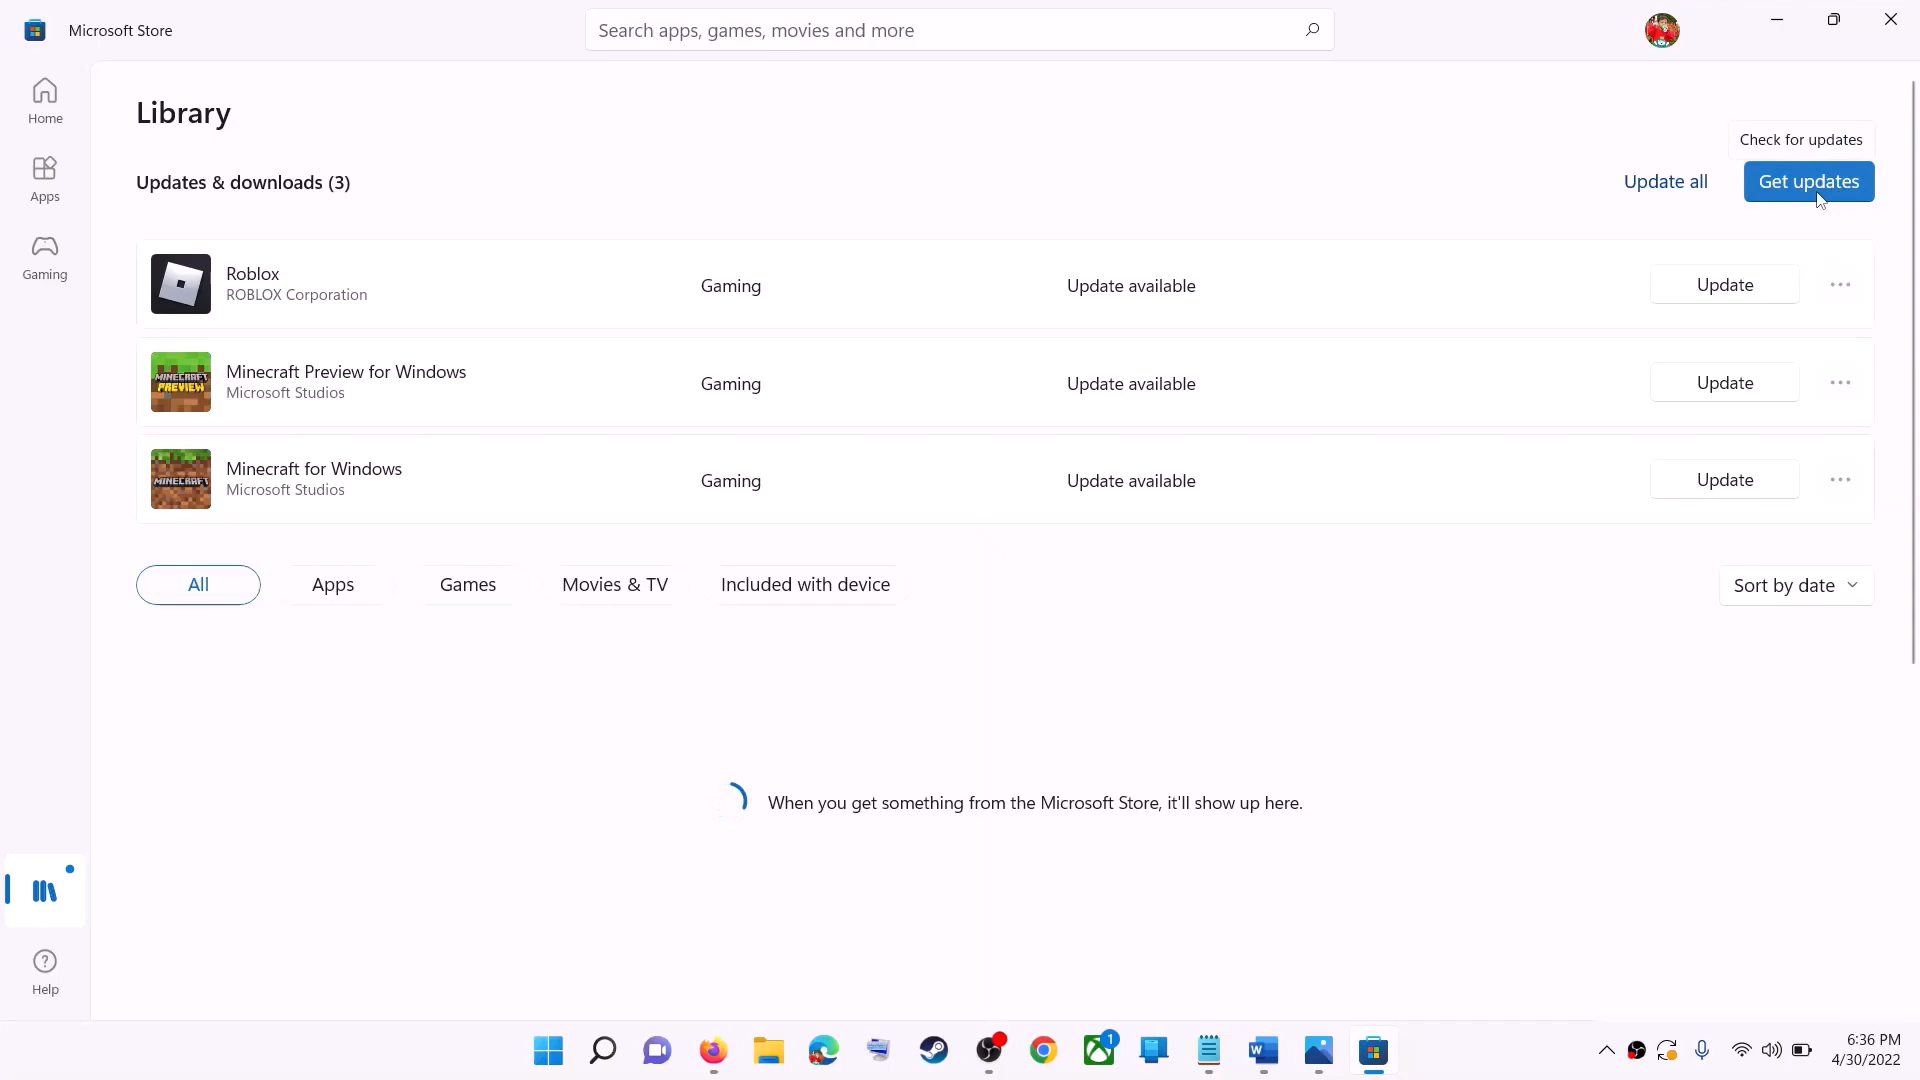 Microsoft Store
Search apps, games, movies and more
Home
Apps
Gaming
Library
Check for updates
Updates & downloads (3)
Update all
Get updates
Roblox
ROBLOX Corporation
Gaming
Update available
Update
Minecraft Preview for Windows
Microsoft Studios
Gaming
Update available
Update
MINECRAFT
PREVIEW
Minecraft for Windows
Microsoft Studios
Gaming
Update available
Update
MINECRAFT
All
Apps
Games
Movies & TV
Included with device
Sort by date
When you get something from the Microsoft Store, it'll show up here.
Help
1
W
6:36 PM
4/30/2022